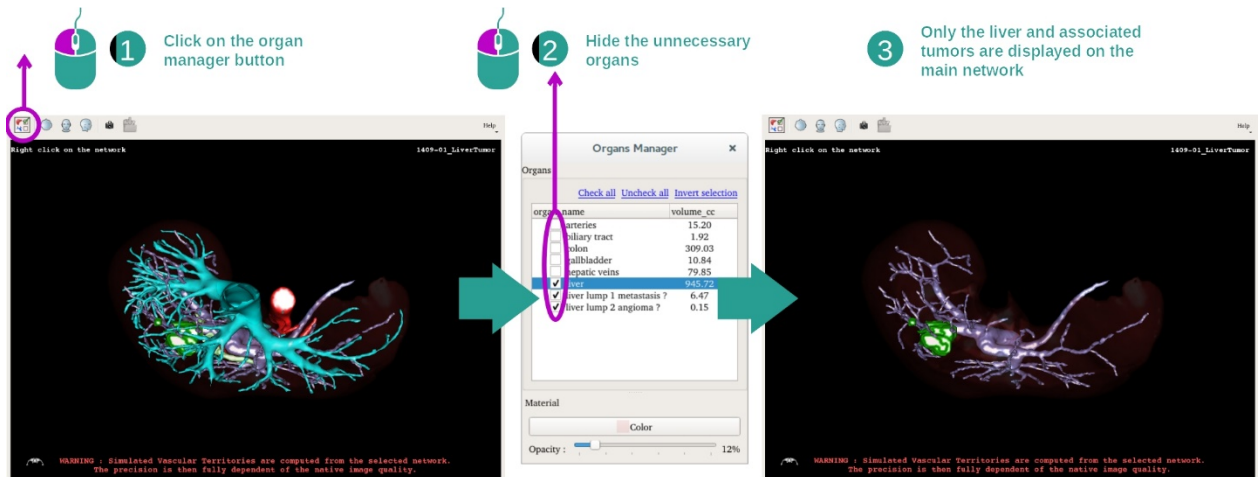 1
Click on the organ
manager button
2
Hide the unnecessary
organs
3
Only the liver and associated
tumors are displayed on the
main network
Help
Right click on the network
1409-01_LiverTumor
WARNING : Simulated Vascular Territories are computed from the selected network.
The precision is then fully dependent of the native image quality.
Organs Manager
Organs
Check all Uncheck all Invert selection
name volume_cc
arteries 15.20
biliary tract 1.92
colon 309.03
gallbladder 10.84
hepatic veins 79.85
liver 945.72
liver lump 1 metastasis ? 6.47
liver lump 2 angioma ? 0.15
Material
Color
Opacity : 12%
Help
Right click on the network
1409-01_LiverTumor
WARNING : Simulated Vascular Territories are computed from the selected network.
The precision is then fully dependent of the native image quality.